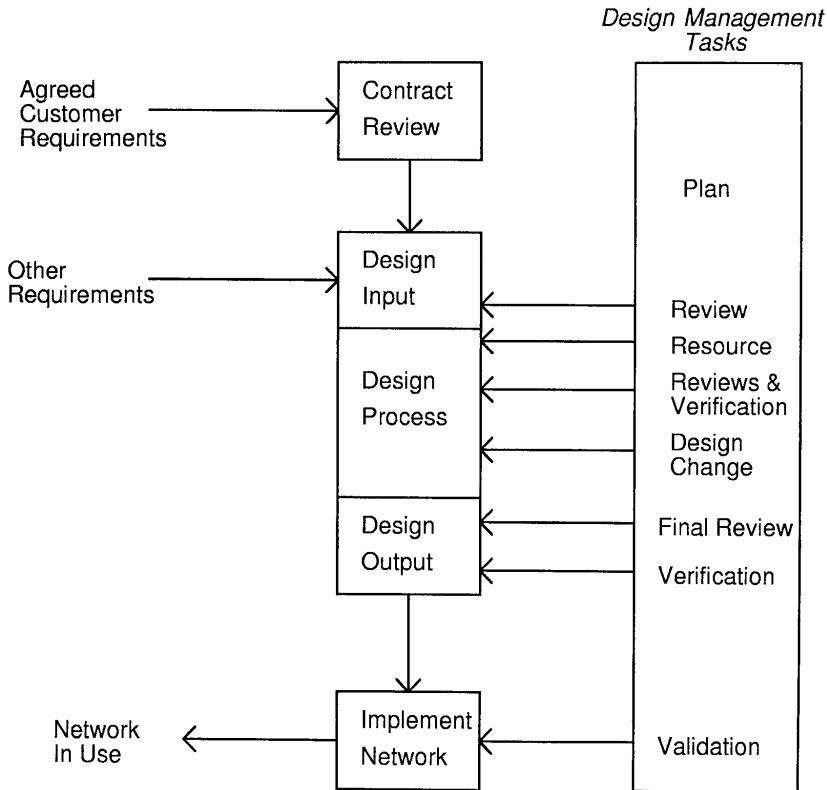 Design Management
Tasks
Agreed
Customer
Requirements
Contract
Review
Plan
Other
Requirements
Design
Input
Review
Resource
Design
Process
Reviews &
Verification
Design
Change
Design
Output
Final Review
Verification
Network
In Use
Implement
Network
Validation